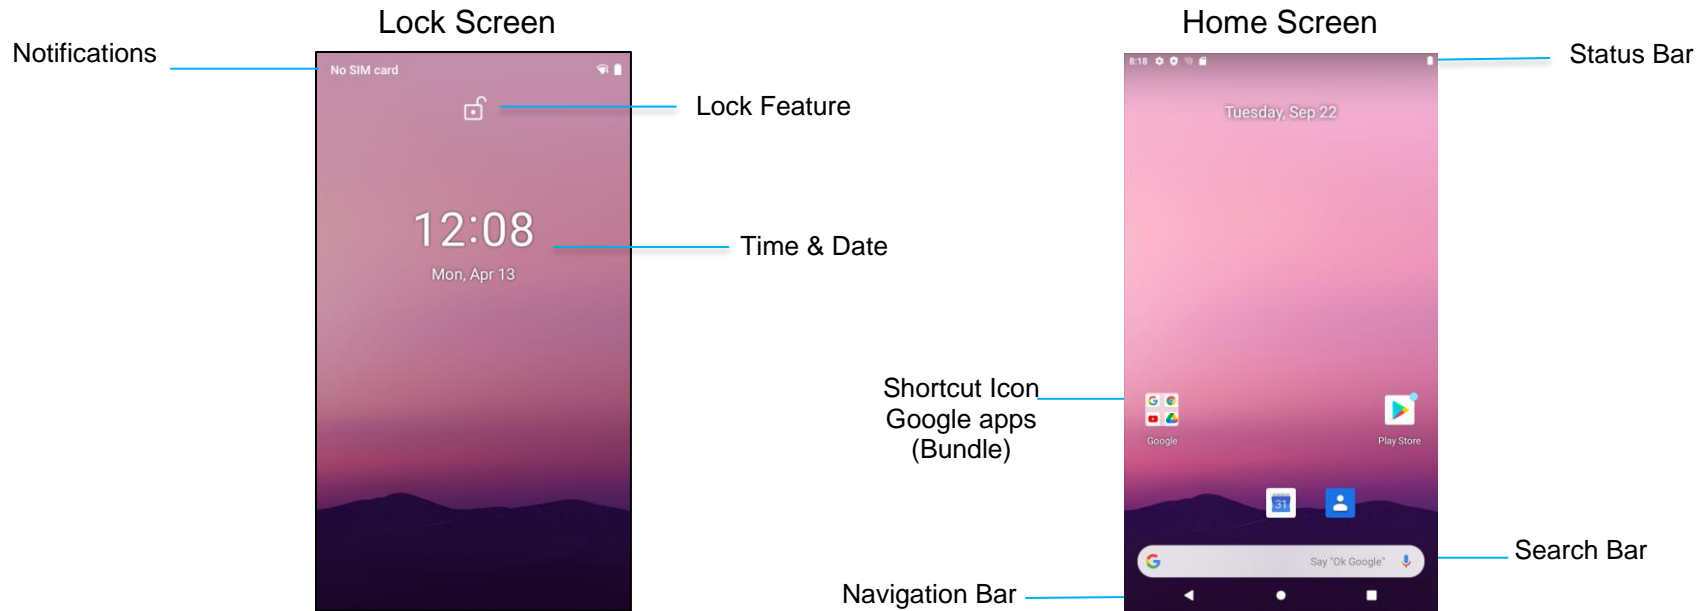 Lock Screen
Notifications
No SIM card
Lock Feature
12:08
Time & Date
Mon, Apr 13
Home Screen
Status Bar
8:18
Tuesday, Sep 22
Shortcut Icon
Google apps
(Bundle)
Google
Play Store
31
G
Say "Ok Google"
Search Bar
Navigation Bar